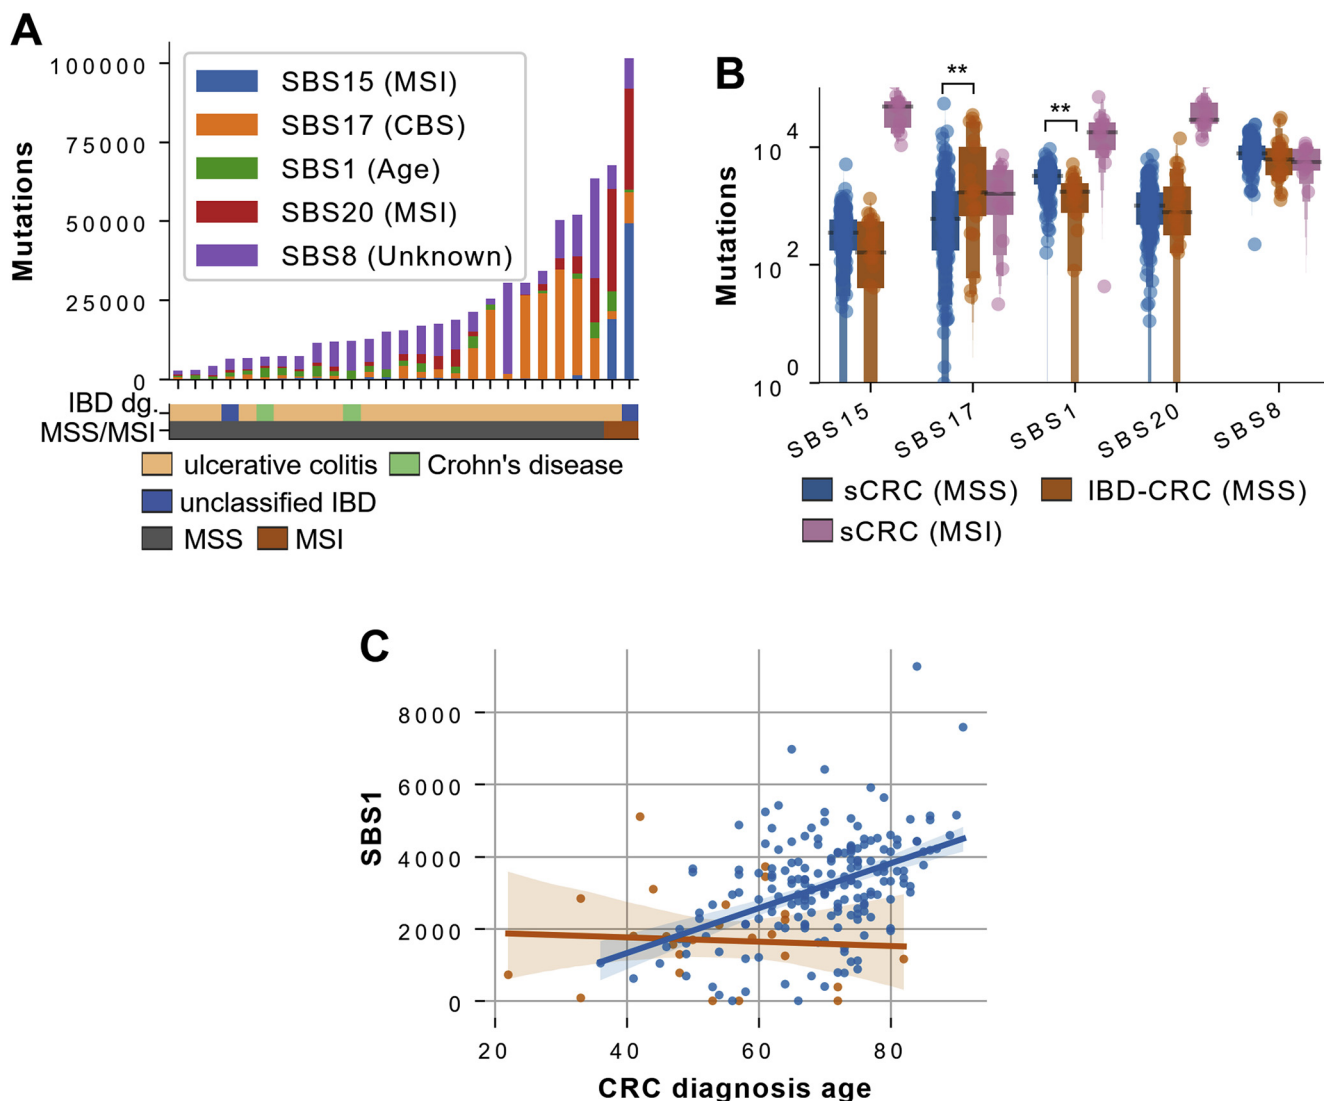 A
Mutations
100000
75000
50000
25000
0
SBS15 (MSI)
SBS17 (CBS)
SBS1 (Age)
SBS20 (MSI)
SBS8 (Unknown)
IBD dg.
MSS/MSI
ulcerative colitis
Crohn's disease
unclassified IBD
MSS
MSI
B
Mutations
10 4
10 2
10 0
**
**
SBS15
SBS17
SBS1
SBS20
SBS8
sCRC (MSS)
IBD-CRC (MSS)
sCRC (MSI)
C
SBS1
8000
6000
4000
2000
0
20 40 60 80
CRC diagnosis age